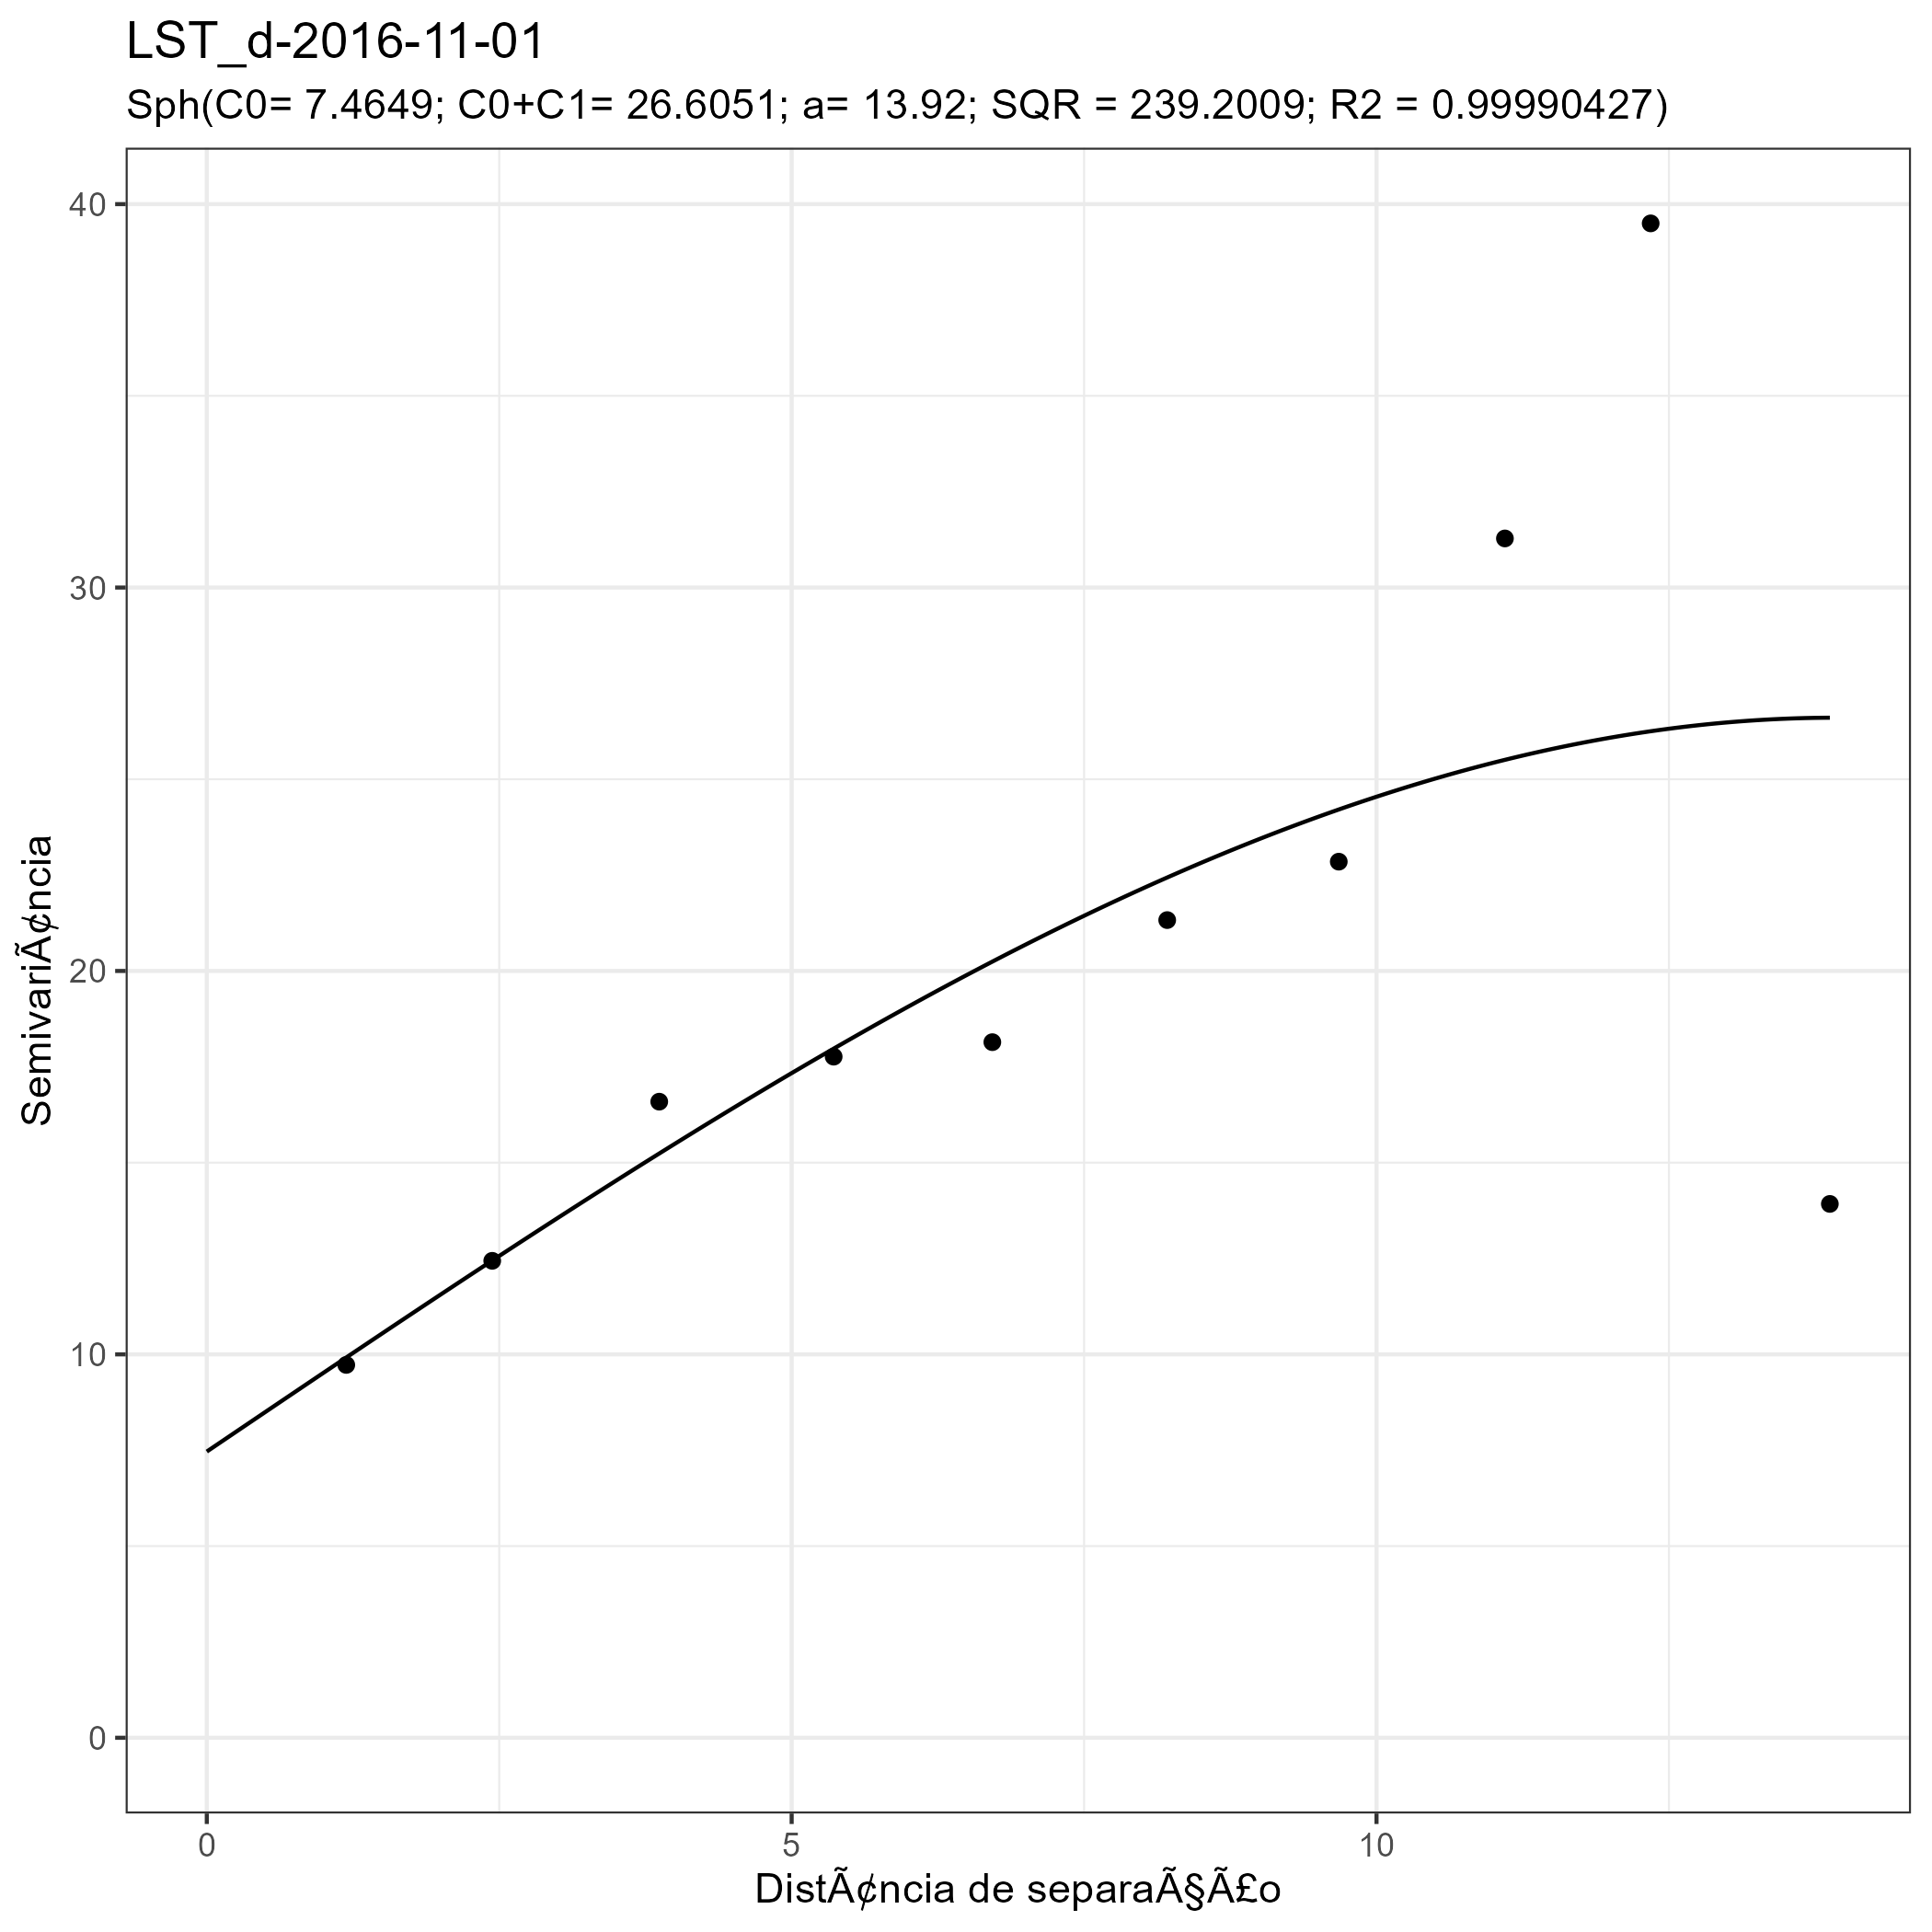 LST_d-2016-11-01
Sph(C0= 7.4649; C0+C1= 26.6051; a= 13.92; SQR = 239.2009; R2 = 0.99990427)
SemivariÃ¢ncia
40
30
20
10
0
0 5 10
DistÃ¢ncia de separaÃ§Ã£o